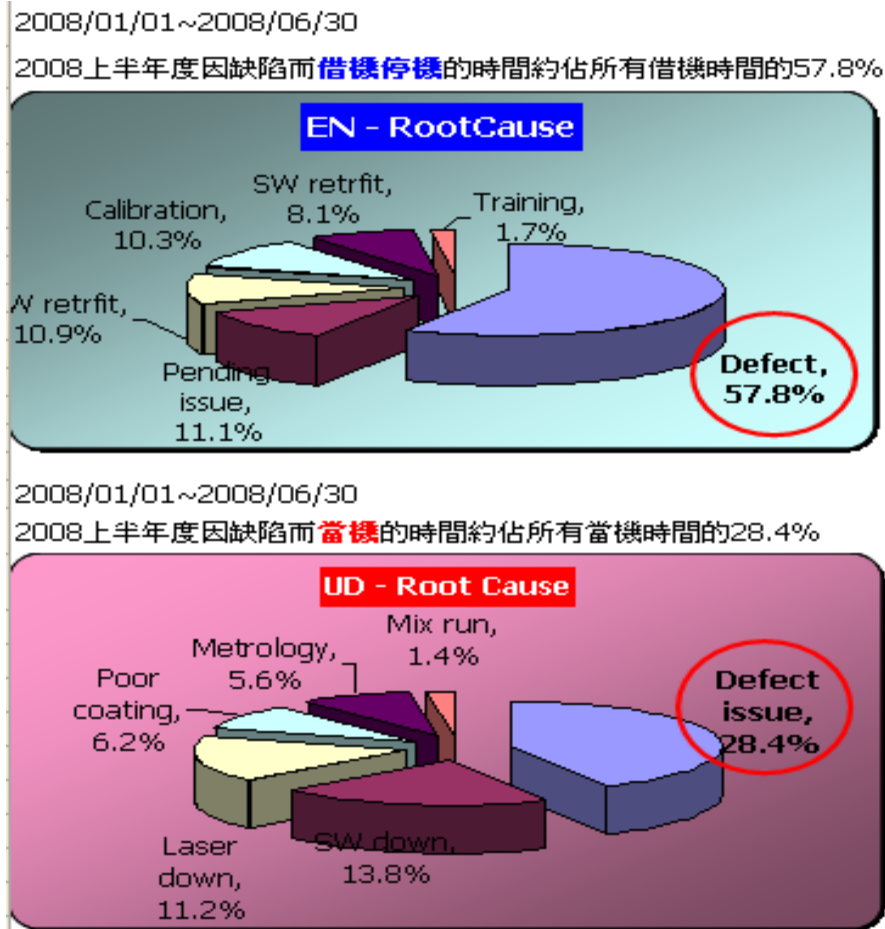 2008/01/01~2008/06/30
2008上半年度因缺陷而借機停機的時間約佔所有借機時間的57.8%
EN - RootCause
SW retrfit,
8.1%
Training,
1.7%
Calibration,
10.3%
W retrfit,
10.9%
Pending
issue,
11.1%
Defect,
57.8%
2008/01/01~2008/06/30
2008上半年度因缺陷而當機的時間約佔所有當機時間的28.4%
UD - Root Cause
Mix run,
1.4%
Metrology,
5.6%
Poor
coating,
6.2%
Defect
issue,
28.4%
Laser
down,
11.2%
SW down,
13.8%